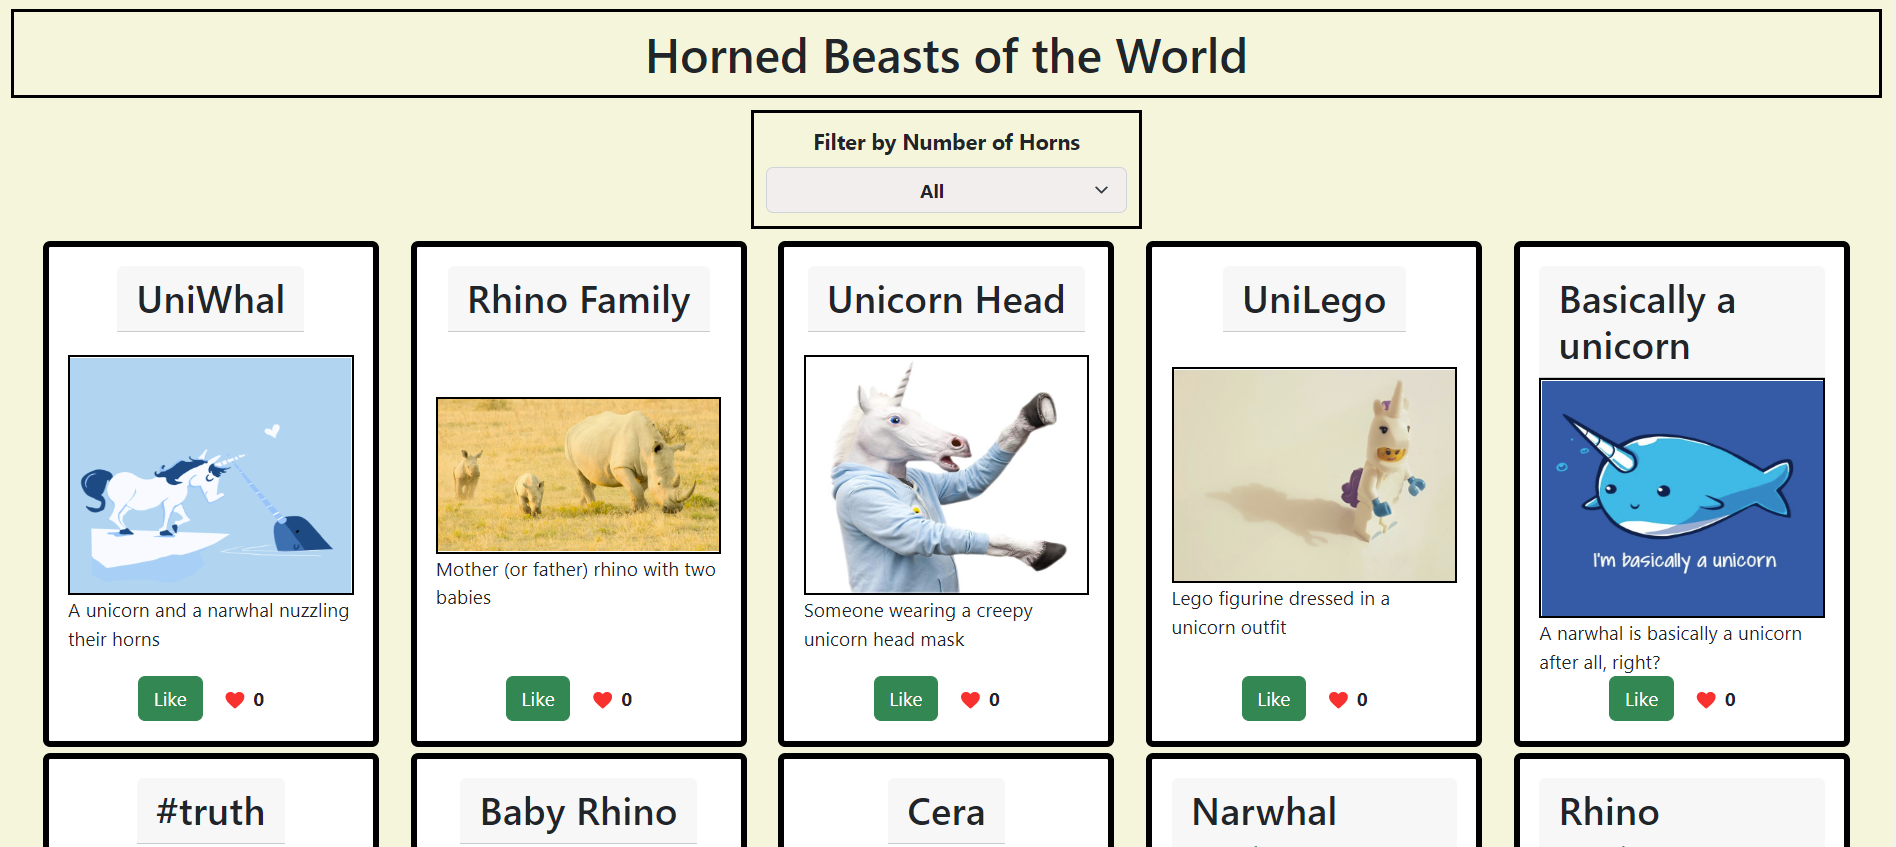 Horned Beasts of the World
Filter by Number of Horns
All
UniWhal
A unicorn and a narwhal nuzzling
their horns
Like 0
Rhino Family
Mother (or father) rhino with two
babies
Like 0
Unicorn Head
Someone wearing a creepy
unicorn head mask
Like 0
UniLego
Lego figurine dressed in a
unicorn outfit
Like 0
Basically a
unicorn
I'm basically a unicorn
A narwhal is basically a unicorn
after all, right?
Like 0
#truth
Baby Rhino
Cera
Narwhal
Rhino